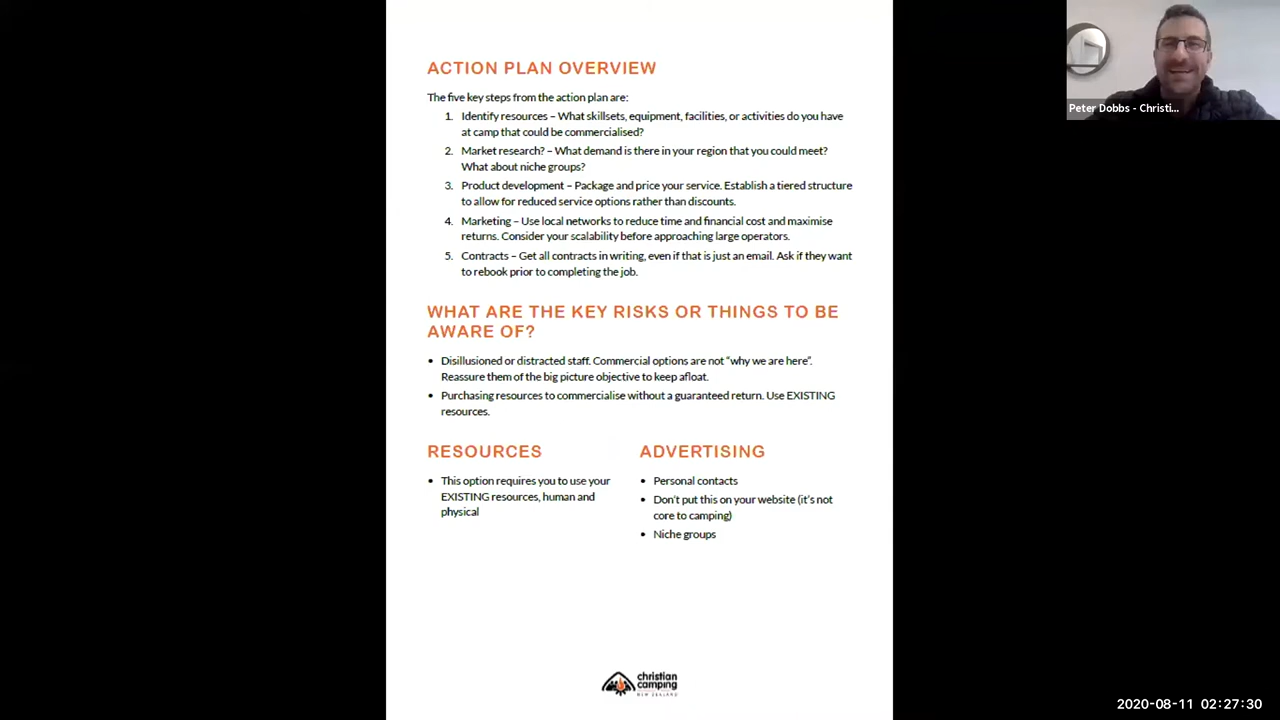 ACTION PLAN OVERVIEW
The five key steps from the action plan are:
1. Identify resources – What skillsets, equipment, facilities, or activities do you have
at camp that could be commercialised?
2. Market research? – What demand is there in your region that you could meet?
What about niche groups?
3. Product development – Package and price your service. Establish a tiered structure
to allow for reduced service options rather than discounts.
4. Marketing – Use local networks to reduce time and financial cost and maximise
returns. Consider your scalability before approaching large operators.
5. Contracts – Get all contracts in writing, even if that is just an email. Ask if they want
to rebook prior to completing the job.
WHAT ARE THE KEY RISKS OR THINGS TO BE
AWARE OF?
• Disillusioned or distracted staff. Commercial options are not “why we are here”.
Reassure them of the big picture objective to keep afloat.
• Purchasing resources to commercialise without a guaranteed return. Use EXISTING
resources.
RESOURCES
• This option requires you to use your
EXISTING resources, human and
physical
ADVERTISING
• Personal contacts
• Don’t put this on your website (it’s not
core to camping)
• Niche groups
christian
camping
NEW ZEALAND
Peter Dobbs - Christi...
2020-08-11 02:27:30